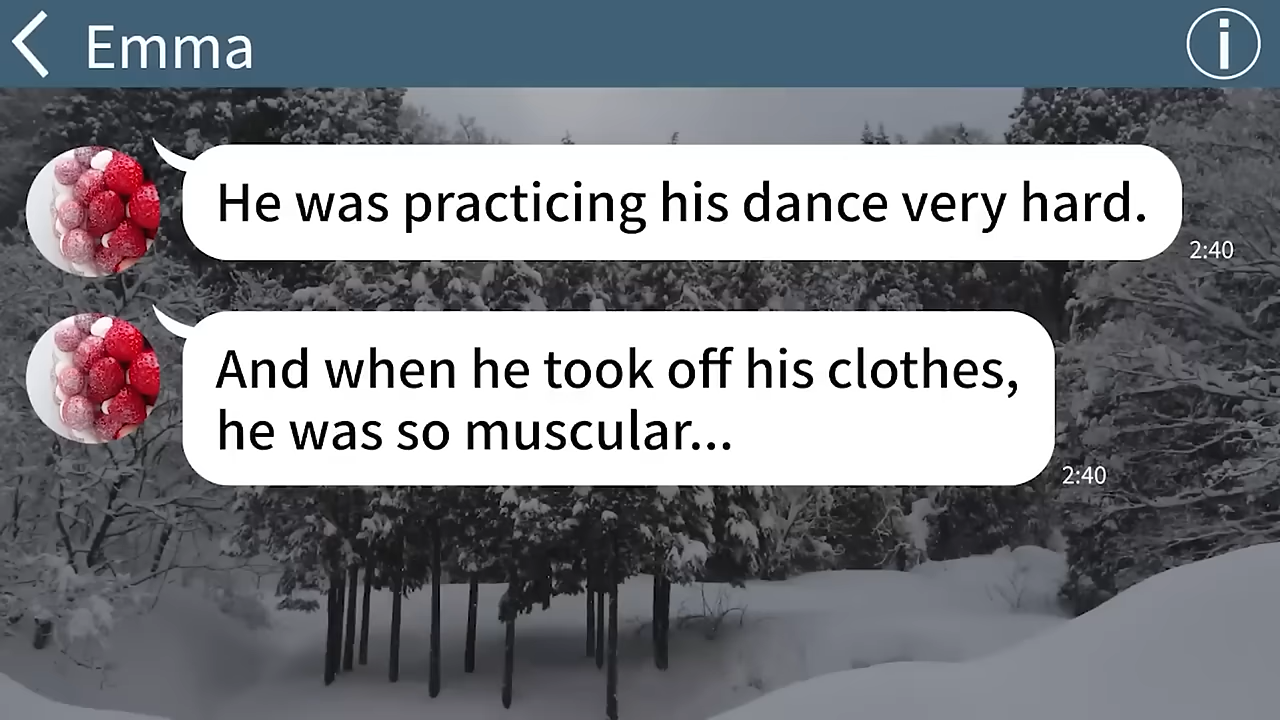 Emma
He was practicing his dance very hard.
2:40
And when he took off his clothes,
he was so muscular...
2:40